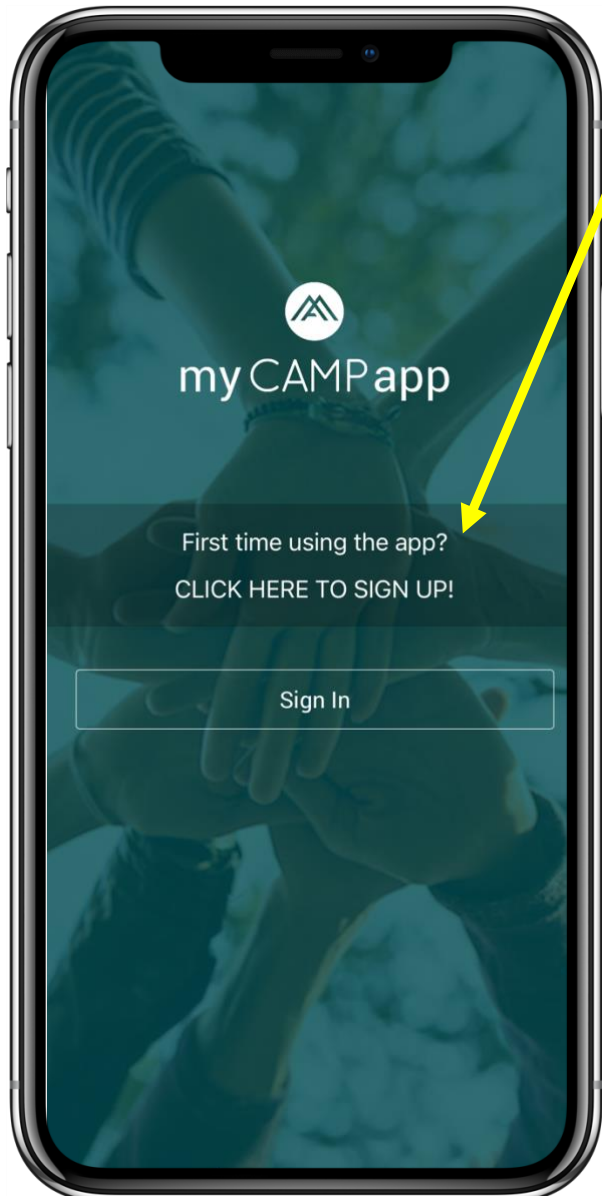 my CAMP app
First time using the app?
CLICK HERE TO SIGN UP!
Sign In